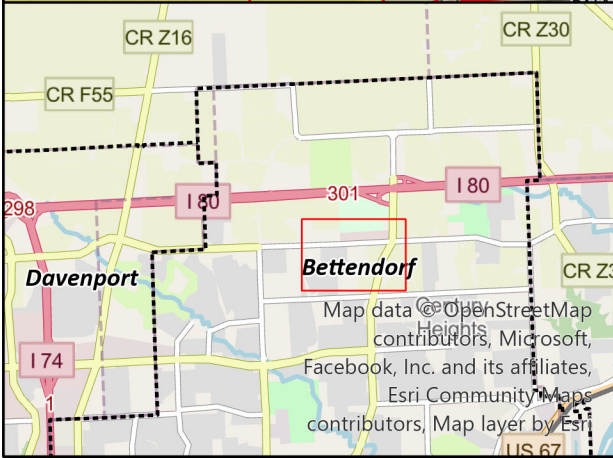 CR Z16
CR Z30
CR F55
I 80
301
I 80
298
Davenport
Bettendorf
CR Z3
Century
Heights
Map data © OpenStreetMap
contributors, Microsoft,
Facebook, Inc. and its affiliates,
Esri Community Maps
contributors, Map layer by Esri
I 74
1
US 67